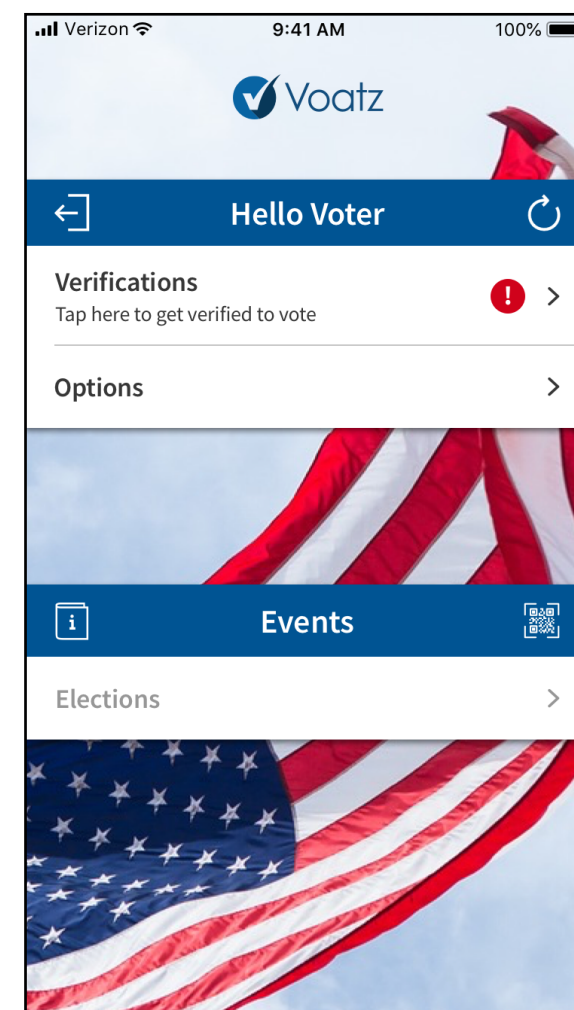 Verizon 9:41 AM 100%
Voatz
Hello Voter
Verifications
Tap here to get verified to vote
!
Options
i Events
Elections